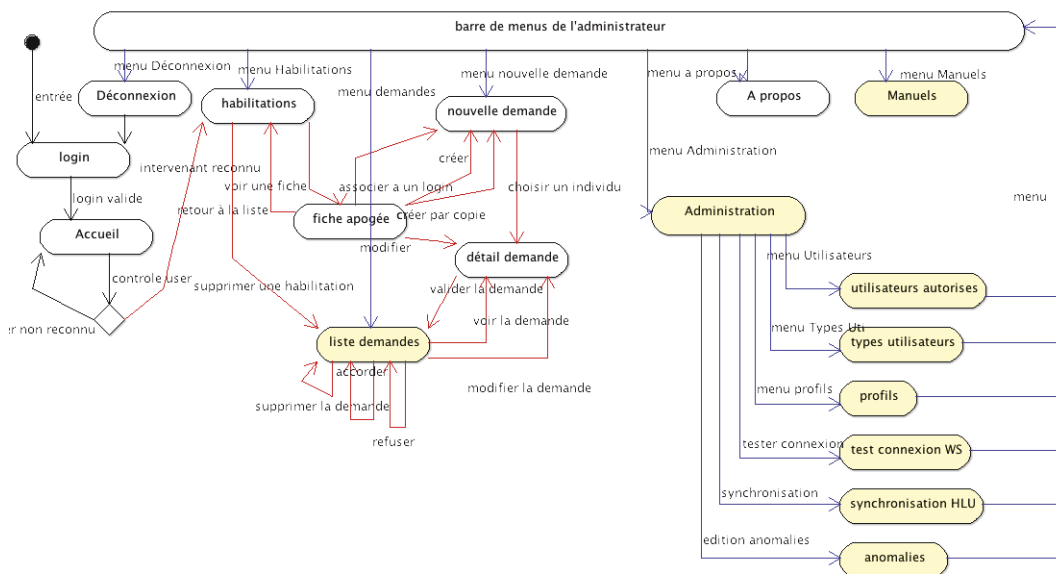 barre de menus de l'administrateur
menu Déconnexion
menu Habilitations
menu nouvelle demande
menu a propos
menu Manuels
menu demandes
entrée
Déconnexion
habilitations
nouvelle demande
A propos
Manuels
login
intervenant reconnu
voir une fiche
créer
associer a un login
choisir un individu
menu Administration
menu
login valide
retour à la liste
fiche apogée
créer par copie
Administration
Accueil
modifier
détail demande
menu Utilisateurs
controle user
supprimer une habilitation
valider la demande
utilisateurs autorises
er non reconnu
voir la demande
menu Types Uti
liste demandes
types utilisateurs
accorder
modifier la demande
menu profils
profils
supprimer la demande
refuser
tester connexion
test connexion WS
synchronisation
synchronisation HLU
edition anomalies
anomalies